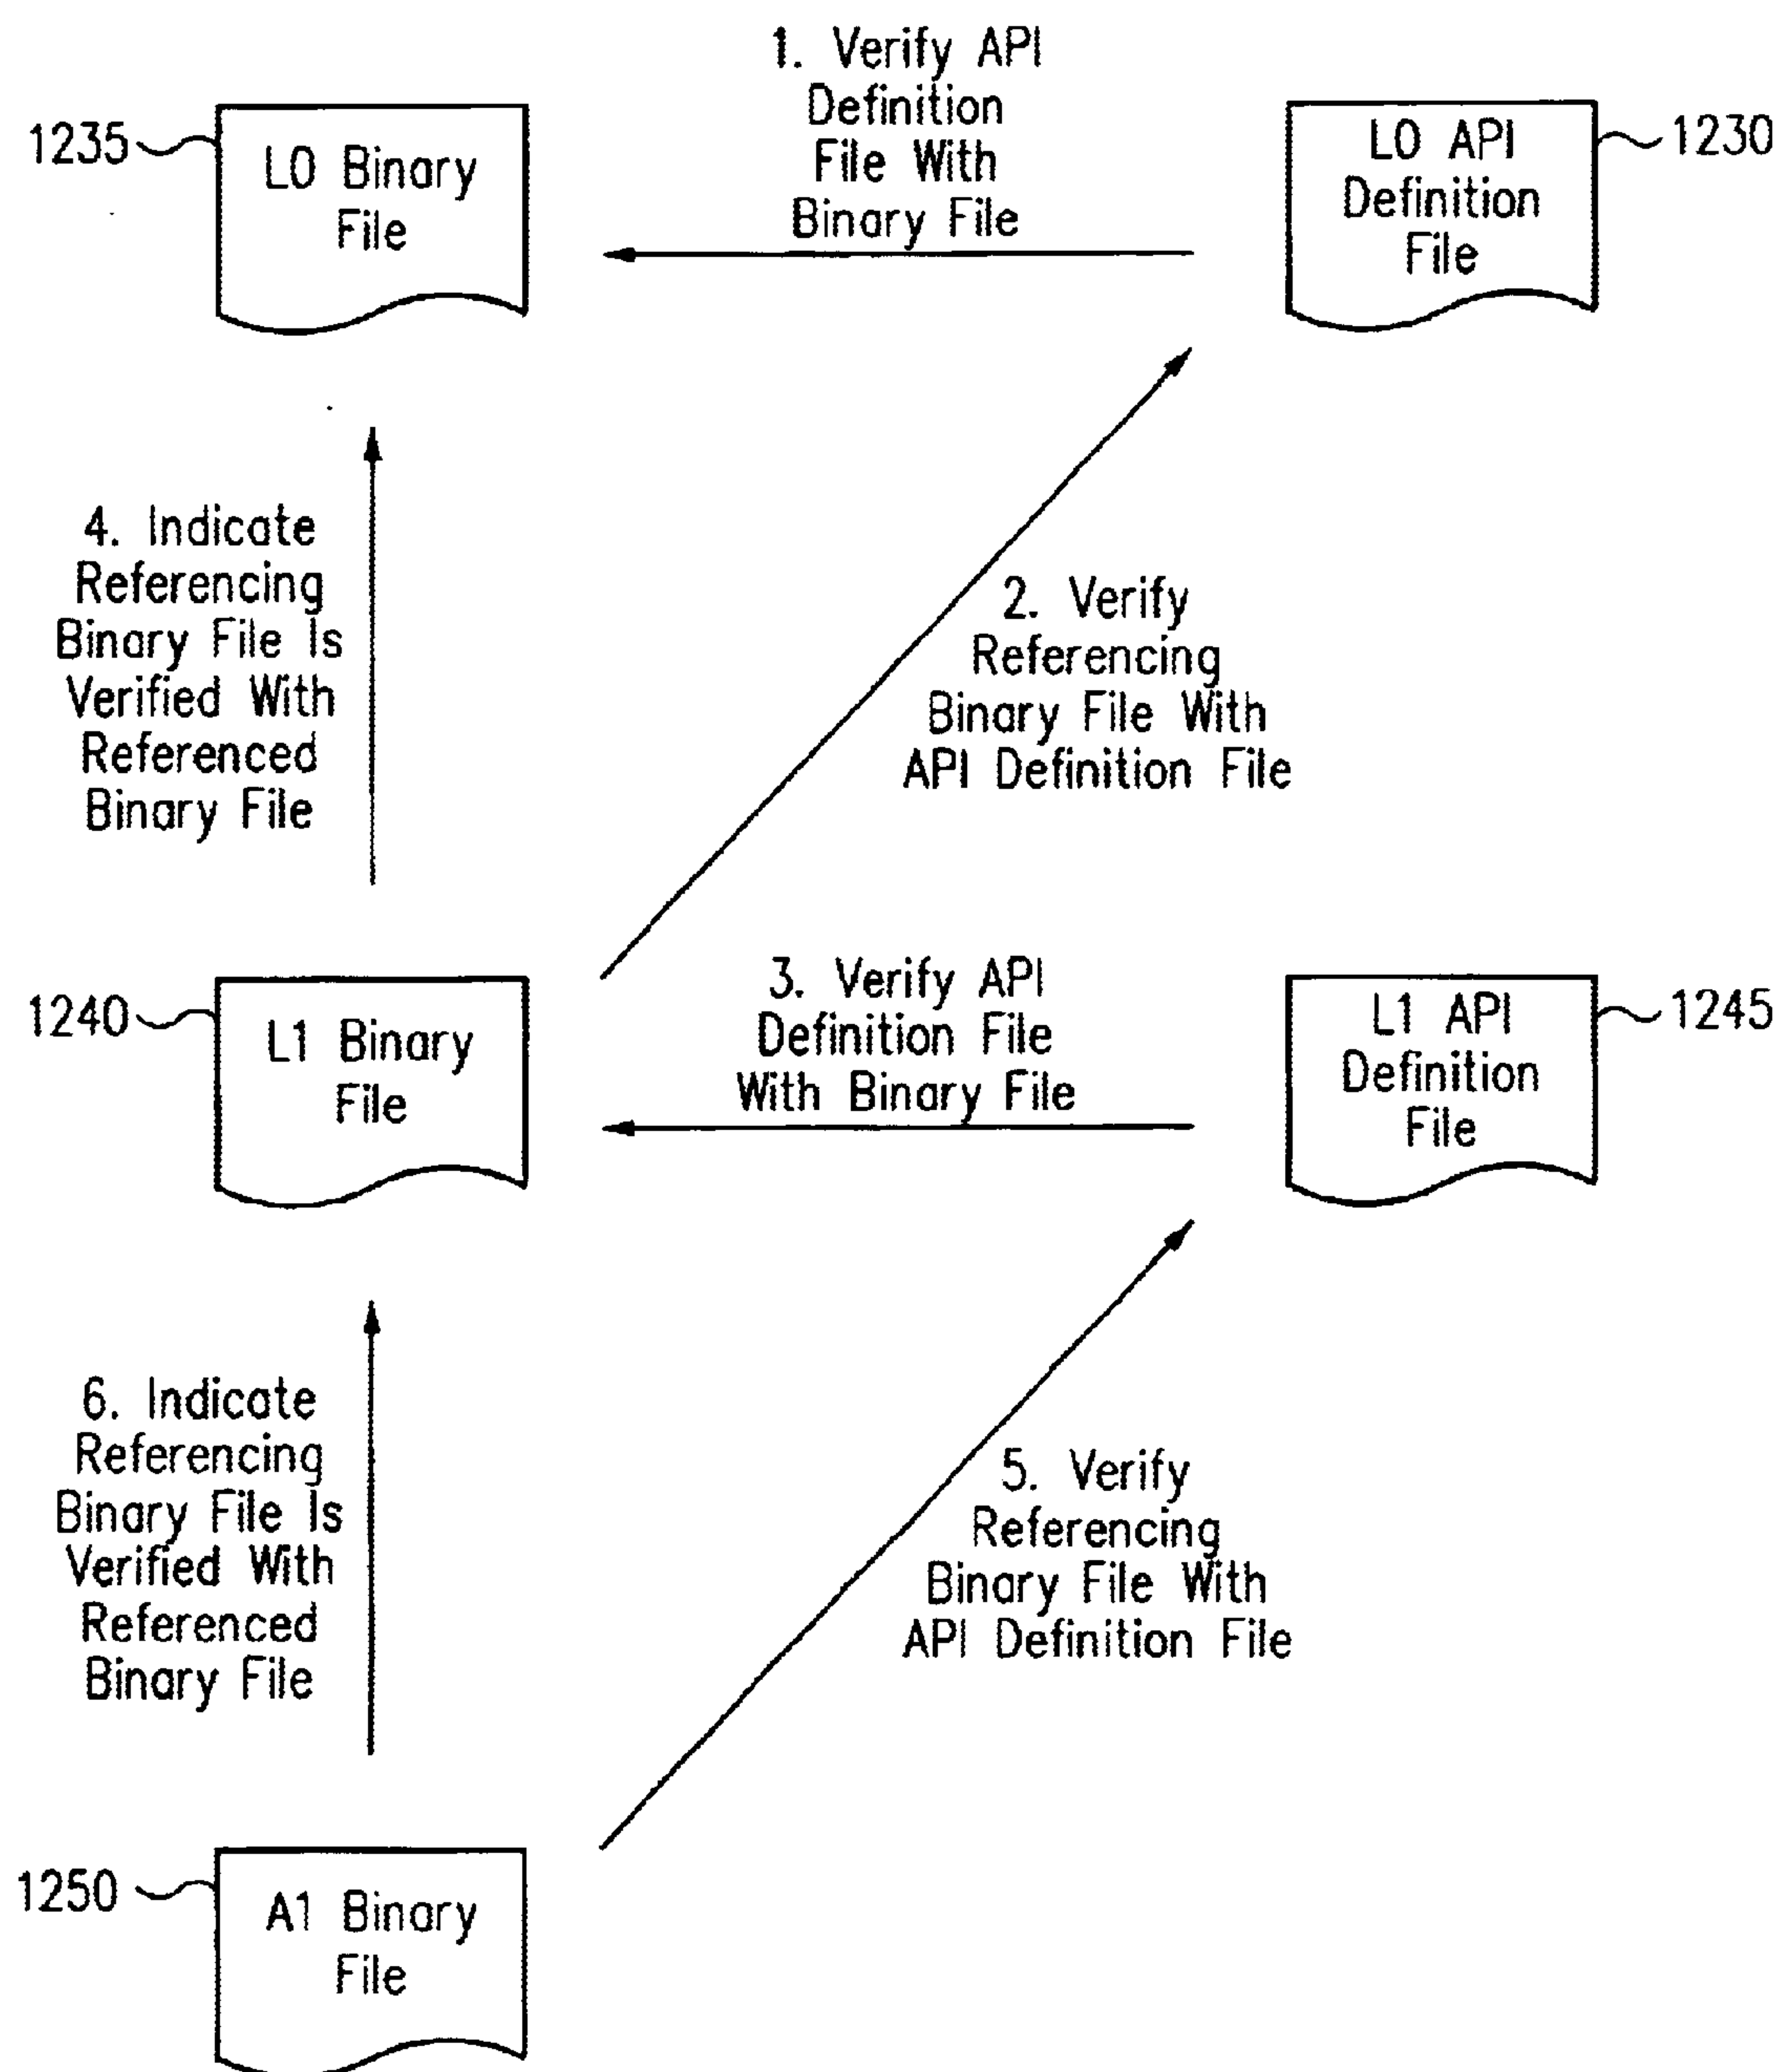 1. Verify API
Definition
File With
Binary File
1235
L0 Binary
File
L0 API
Definition
File
1230
4. Indicate
Referencing
Binary File Is
Verified With
Referenced
Binary File
2. Verify
Referencing
Binary File With
API Definition File
1240
L1 Binary
File
3. Verify API
Definition File
With Binary File
L1 API
Definition
File
1245
6. Indicate
Referencing
Binary File Is
Verified With
Referenced
Binary File
5. Verify
Referencing
Binary File With
API Definition File
1250
A1 Binary
File